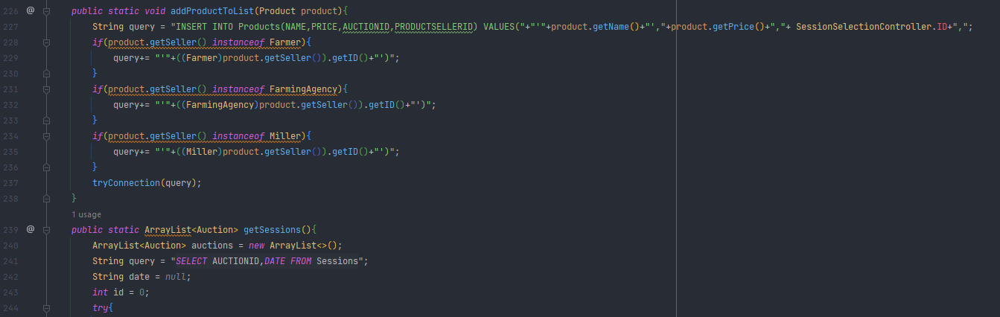 226 @ public static void addProductToList(Product product){
227 String query = "INSERT INTO Products(NAME,PRICE,AUCTIONID,PRODUCTSELLERID) VALUES("+"'"+product.getName()+"',"+product.getPrice()+","+ SessionSelectionController.ID+",";
228 if(product.getSeller() instanceof Farmer){
229 query+= "'"+((Farmer)product.getSeller()).getID()+"')";
230 }
231 if(product.getSeller() instanceof FarmingAgency){
232 query+= "'"+((FarmingAgency)product.getSeller()).getID()+"')";
233 }
234 if(product.getSeller() instanceof Miller){
235 query+= "'"+((Miller)product.getSeller()).getID()+"')";
236 }
237 tryConnection(query);
238 }
1 usage
239 @ public static ArrayList<Auction> getSessions(){
240 ArrayList<Auction> auctions = new ArrayList<>();
241 String query = "SELECT AUCTIONID,DATE FROM Sessions";
242 String date = null;
243 int id = 0;
244 try{